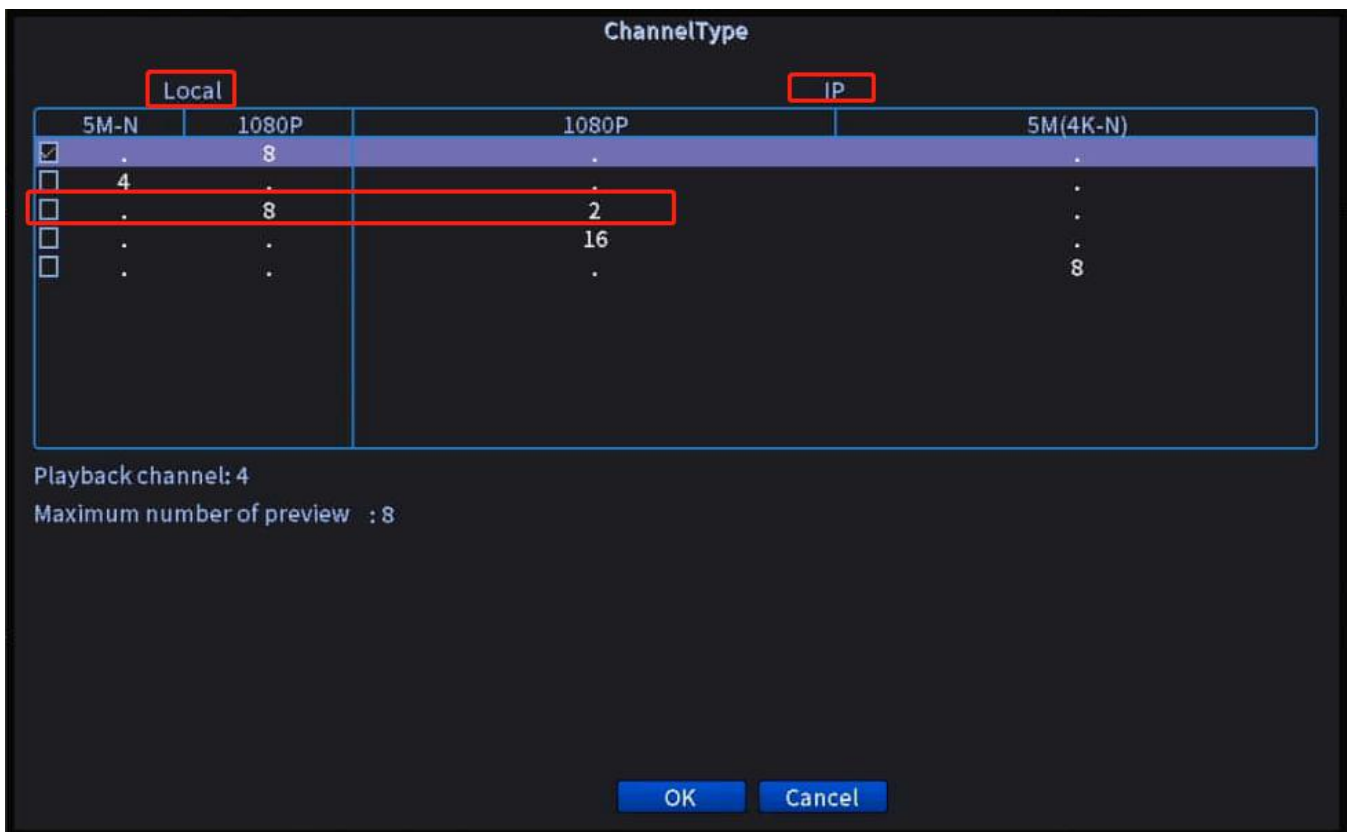 ChannelType
Local IP
5M-N 1080P 1080P 5M(4K-N)
. 8 . .
4 . . .
. 8 2 .
. . 16 .
. . . 8
Playback channel: 4
Maximum number of preview : 8
OK Cancel